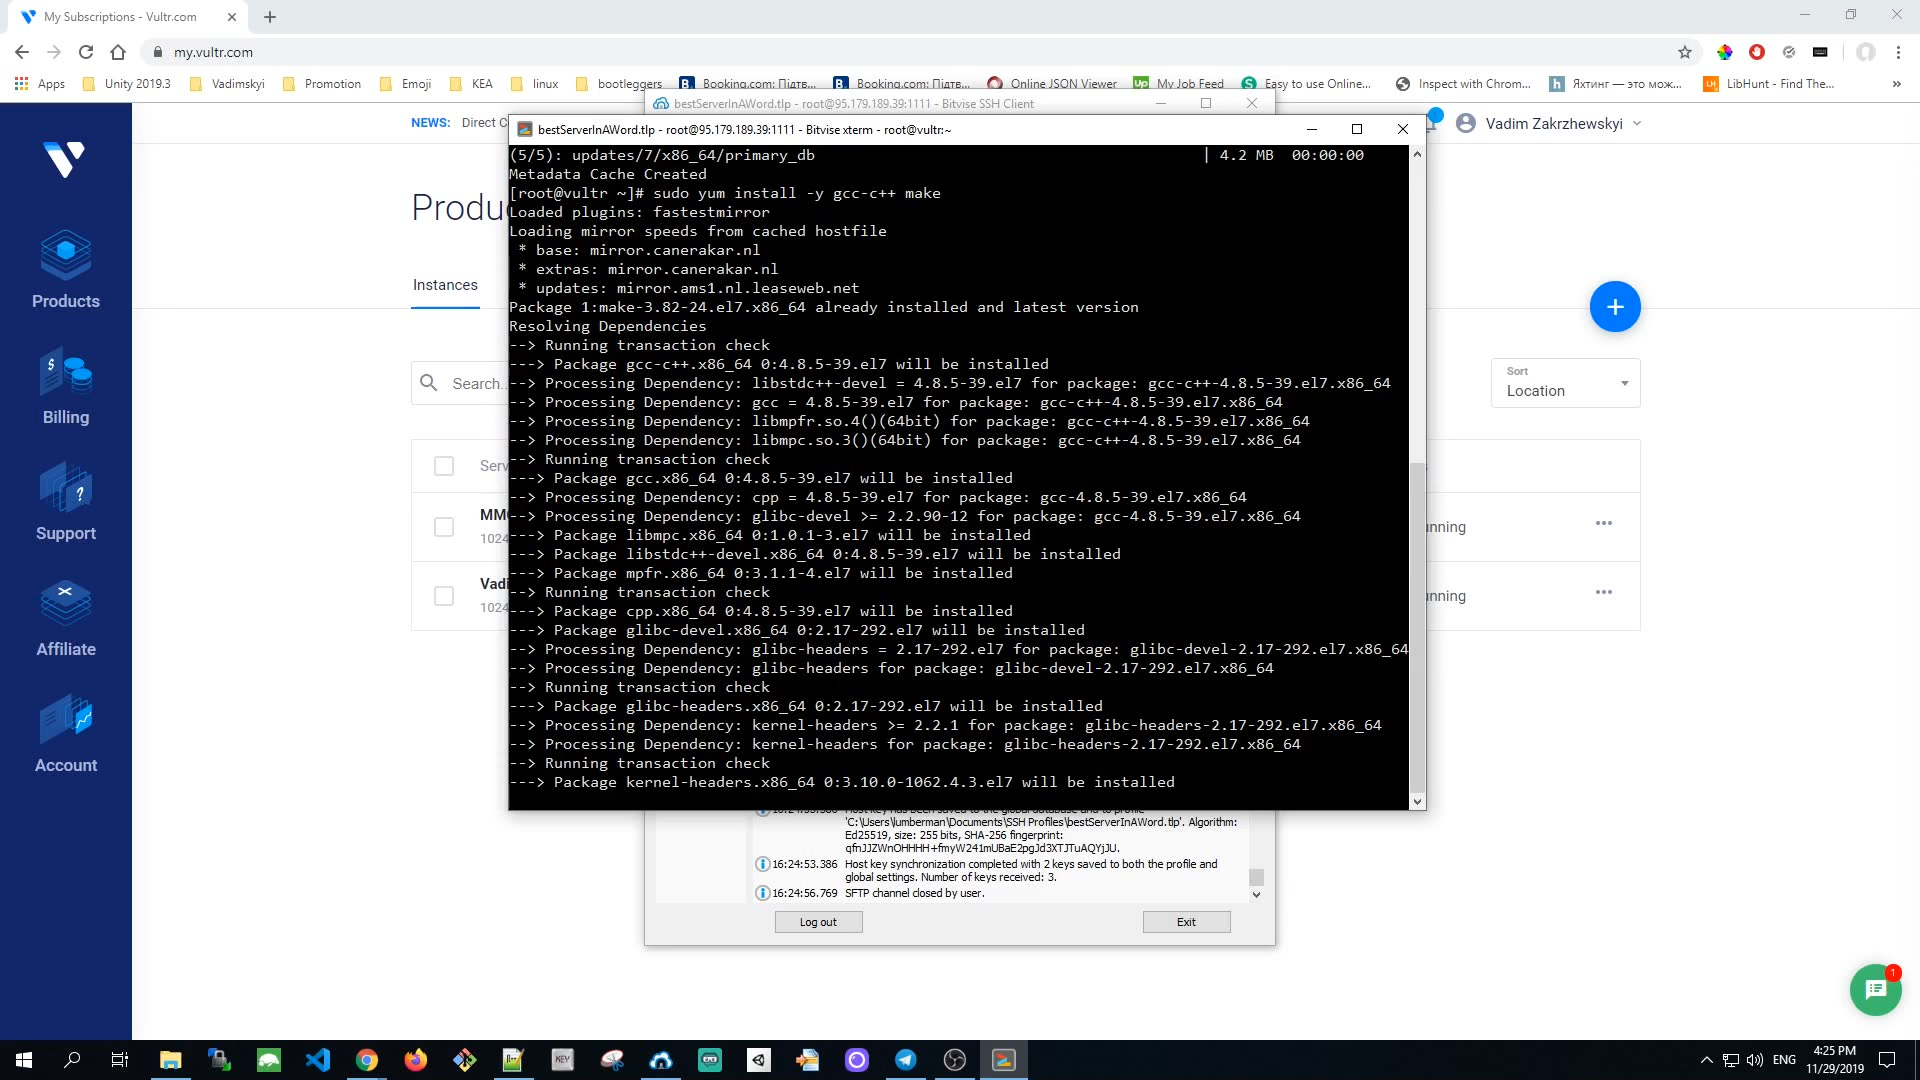 My Subscriptions - Vultr.com
my.vultr.com
Apps
Unity 2019.3
Vadimskyi
Promotion
Emoji
KEA
linux
bootleggers
Booking.com: Підтв...
Booking.com: Підтв...
Online JSON Viewer
My Job Feed
Easy to use Online...
Inspect with Chrom...
Яхтинг — это мож...
LibHunt - Find The...
»
bestServerInAWord.tlp - root@95.179.189.39:1111 - Bitvise SSH Client
NEWS: Direct C
Vadim Zakrzhewskyi
bestServerInAWord.tlp - root@95.179.189.39:1111 - Bitvise xterm - root@vultr:~
(5/5): updates/7/x86_64/primary_db | 4.2 MB 00:00:00
Metadata Cache Created
[root@vultr ~]# sudo yum install -y gcc-c++ make
Loaded plugins: fastestmirror
Loading mirror speeds from cached hostfile
* base: mirror.canerakar.nl
* extras: mirror.canerakar.nl
* updates: mirror.ams1.nl.leaseweb.net
Package 1:make-3.82-24.el7.x86_64 already installed and latest version
Resolving Dependencies
--> Running transaction check
---> Package gcc-c++.x86_64 0:4.8.5-39.el7 will be installed
--> Processing Dependency: libstdc++-devel = 4.8.5-39.el7 for package: gcc-c++-4.8.5-39.el7.x86_64
--> Processing Dependency: gcc = 4.8.5-39.el7 for package: gcc-c++-4.8.5-39.el7.x86_64
--> Processing Dependency: libmpfr.so.4()(64bit) for package: gcc-c++-4.8.5-39.el7.x86_64
--> Processing Dependency: libmpc.so.3()(64bit) for package: gcc-c++-4.8.5-39.el7.x86_64
--> Running transaction check
---> Package gcc.x86_64 0:4.8.5-39.el7 will be installed
--> Processing Dependency: cpp = 4.8.5-39.el7 for package: gcc-4.8.5-39.el7.x86_64
--> Processing Dependency: glibc-devel >= 2.2.90-12 for package: gcc-4.8.5-39.el7.x86_64
---> Package libmpc.x86_64 0:1.0.1-3.el7 will be installed
---> Package libstdc++-devel.x86_64 0:4.8.5-39.el7 will be installed
---> Package mpfr.x86_64 0:3.1.1-4.el7 will be installed
--> Running transaction check
---> Package cpp.x86_64 0:4.8.5-39.el7 will be installed
---> Package glibc-devel.x86_64 0:2.17-292.el7 will be installed
--> Processing Dependency: glibc-headers = 2.17-292.el7 for package: glibc-devel-2.17-292.el7.x86_64
--> Processing Dependency: glibc-headers for package: glibc-devel-2.17-292.el7.x86_64
--> Running transaction check
---> Package glibc-headers.x86_64 0:2.17-292.el7 will be installed
--> Processing Dependency: kernel-headers >= 2.2.1 for package: glibc-headers-2.17-292.el7.x86_64
--> Processing Dependency: kernel-headers for package: glibc-headers-2.17-292.el7.x86_64
--> Running transaction check
---> Package kernel-headers.x86_64 0:3.10.0-1062.4.3.el7 will be installed
Products
Billing
Support
Affiliate
Account
Produc
Instances
Search.
Sort
Location
Serv
MM
1024
unning
Vadi
1024
unning
'C:\Users\lumberman\Documents\SSH Profiles\bestServerInAWord.tlp'. Algorithm:
Ed25519, size: 255 bits, SHA-256 fingerprint:
qfnJJZWnOHHHH+fmyW241mUBaE2pgJd3XTJTuAQYjJU.
16:24:53.386 Host key synchronization completed with 2 keys saved to both the profile and
global settings. Number of keys received: 3.
16:24:56.769 SFTP channel closed by user.
Log out
Exit
1
KEY
ENG
4:25 PM
11/29/2019